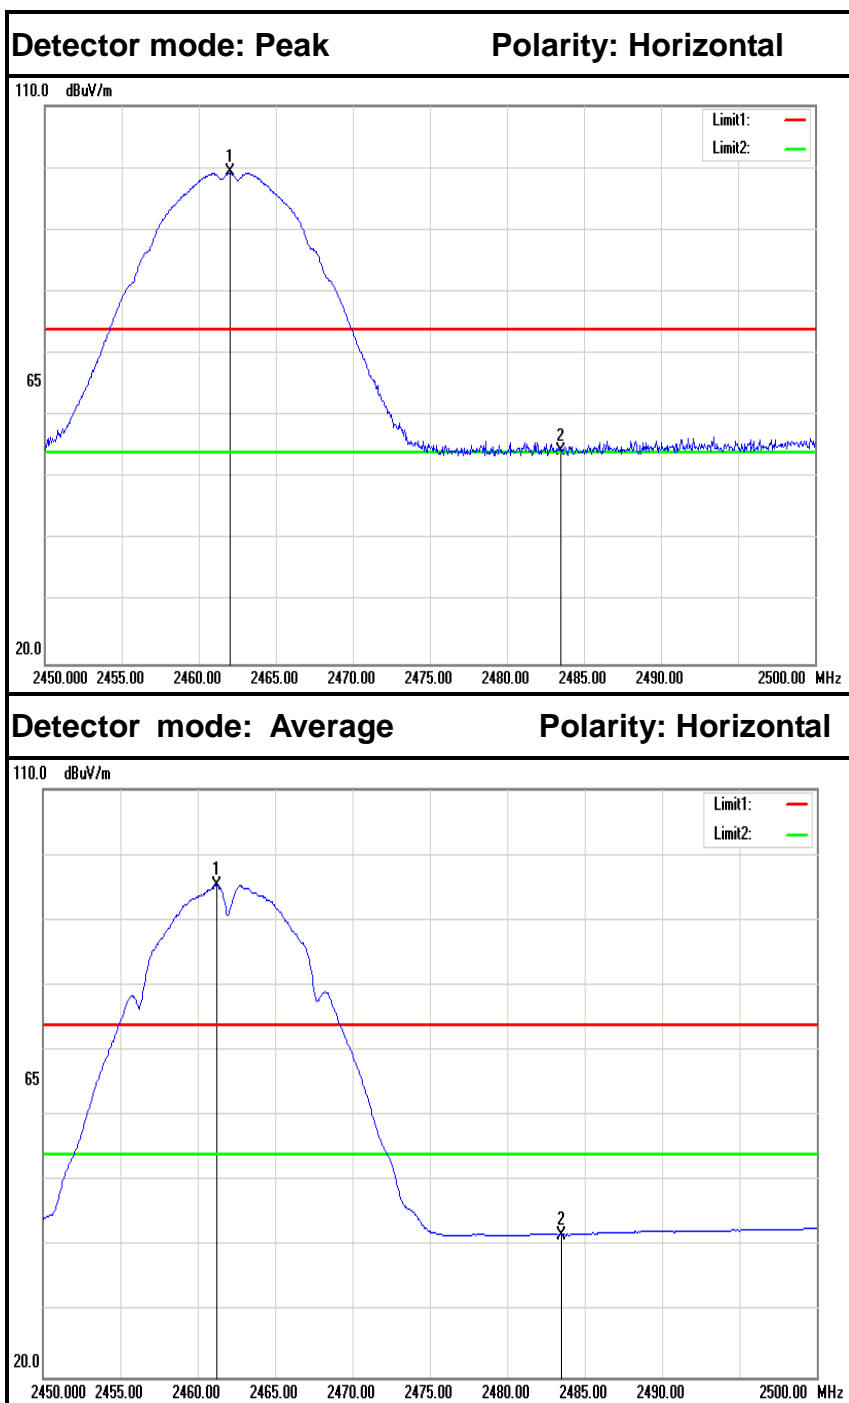 Detector mode: Peak Polarity: Horizontal
110.0 dBuV/m
Limit1:
Limit2:
1
65
2
20.0
2450.000 2455.00 2460.00 2465.00 2470.00 2475.00 2480.00 2485.00 2490.00 2500.00 MHz
Detector mode: Average Polarity: Horizontal
110.0 dBuV/m
Limit1:
Limit2:
1
65
2
20.0
2450.000 2455.00 2460.00 2465.00 2470.00 2475.00 2480.00 2485.00 2490.00 2500.00 MHz